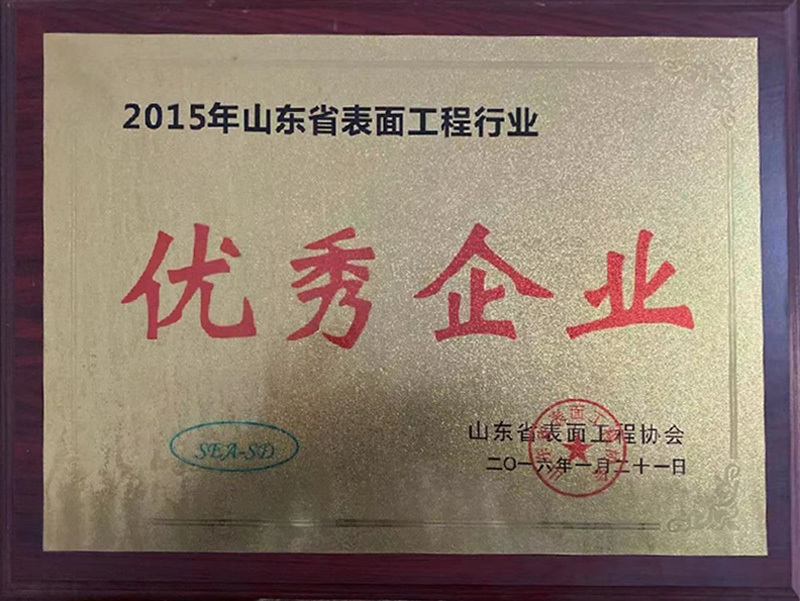 2015年山东省表面工程行业
优秀企业
SEA-SD
山东省表面工程协会
二〇一六年一月二十一日